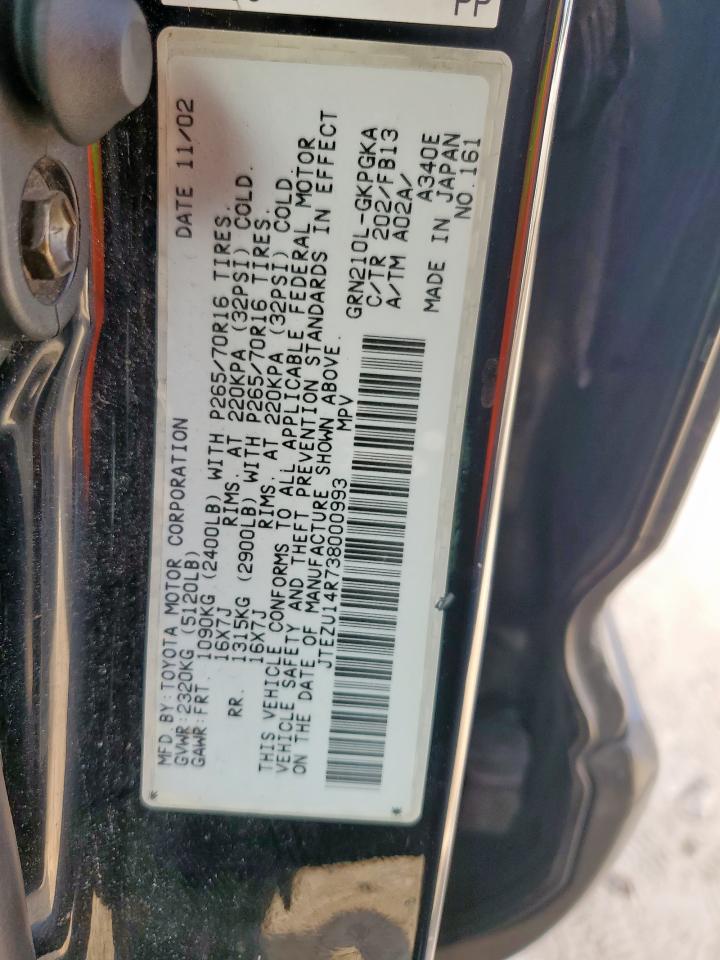 PP
MFD BY:TOYOTA MOTOR CORPORATION DATE 11/02
GVWR:2320KG (5120LB)
GAWR:FRT. 1090KG (2400LB) WITH P265/70R16 TIRES.
16X7J RIMS. AT 220KPA (32PSI) COLD.
RR. 1315KG (2900LB) WITH P265/70R16 TIRES.
16X7J RIMS. AT 220KPA (32PSI) COLD.
THIS VEHICLE CONFORMS TO ALL APPLICABLE FEDERAL MOTOR
VEHICLE SAFETY AND THEFT PREVENTION STANDARDS IN EFFECT
ON THE DATE OF MANUFACTURE SHOWN ABOVE.
JTEZU14R738000993 MPV
GRN210L-GKPGKA
C/TR 202/FB13
A/TM A02A/ A340E
MADE IN JAPAN
NO.161